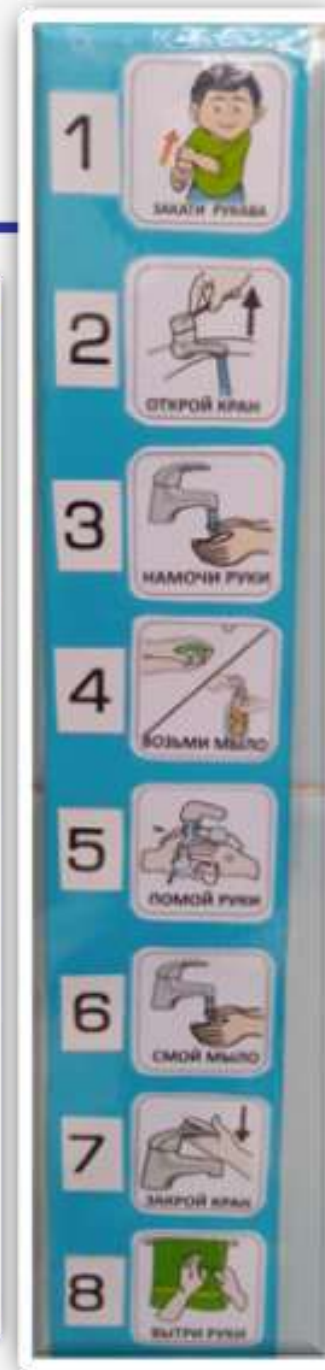 1
ЗАКАТИ РУКАВА
2
ОТКРОЙ КРАН
3
НАМОЧИ РУКИ
4
ВОЗЬМИ МЫЛО
5
ПОМОЙ РУКИ
6
СМОЙ МЫЛО
7
ЗАКРОЙ КРАН
8
ВЫТРИ РУКИ